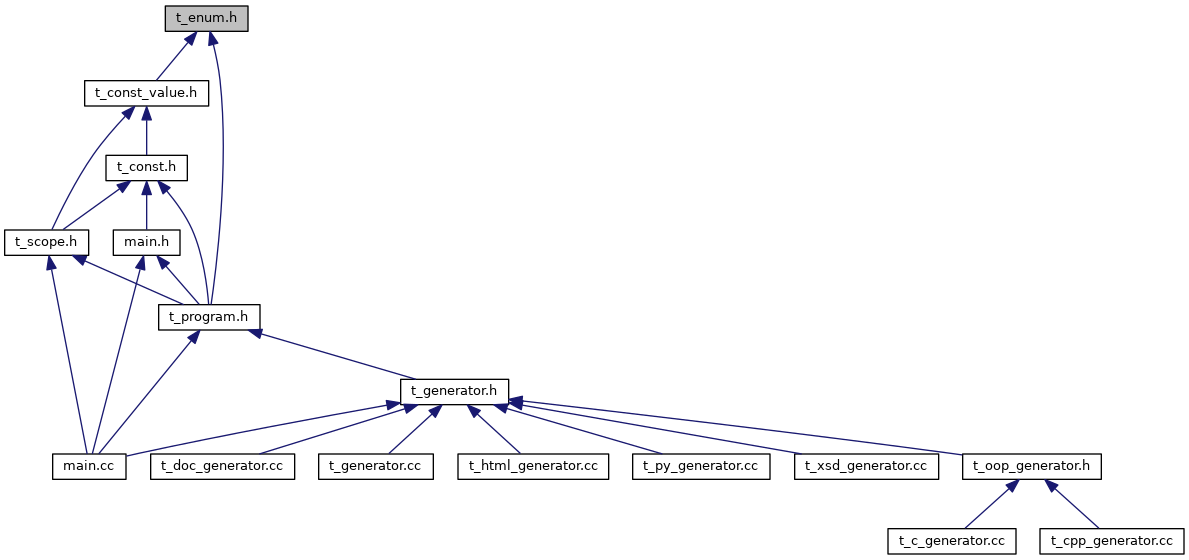 t_enum.h
t_const_value.h
t_const.h
t_scope.h
main.h
t_program.h
t_generator.h
main.cc
t_doc_generator.cc
t_generator.cc
t_html_generator.cc
t_py_generator.cc
t_xsd_generator.cc
t_oop_generator.h
t_c_generator.cc
t_cpp_generator.cc